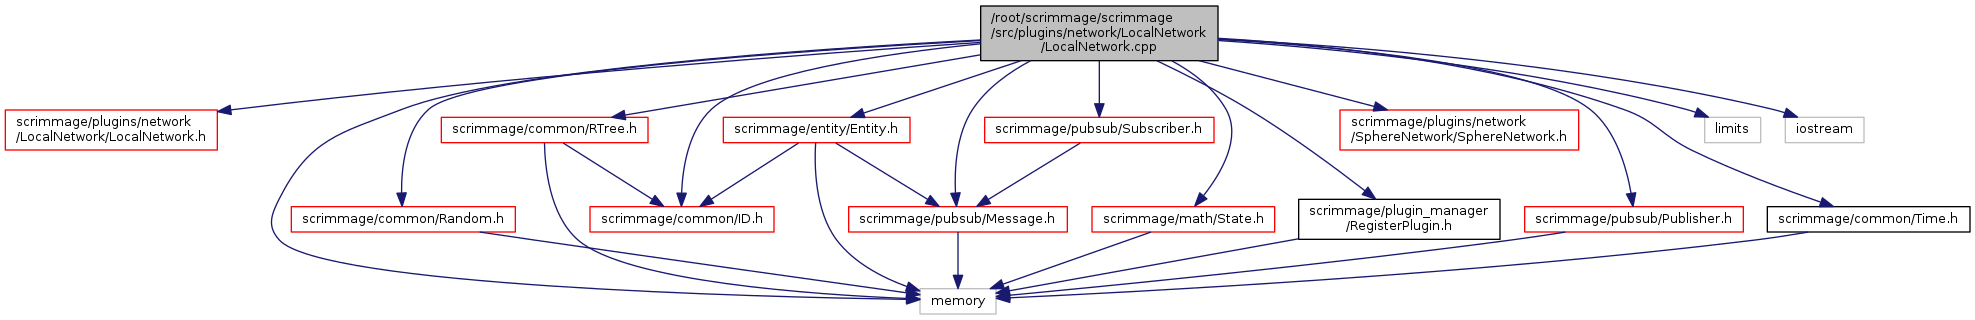 /root/scrimmage/scrimmage
/src/plugins/network/LocalNetwork
/LocalNetwork.cpp
scrimmage/plugins/network
/LocalNetwork/LocalNetwork.h
scrimmage/common/RTree.h
scrimmage/entity/Entity.h
scrimmage/pubsub/Subscriber.h
scrimmage/plugins/network
/SphereNetwork/SphereNetwork.h
limits
iostream
scrimmage/common/Random.h
scrimmage/common/ID.h
scrimmage/pubsub/Message.h
scrimmage/math/State.h
scrimmage/plugin_manager
/RegisterPlugin.h
scrimmage/pubsub/Publisher.h
scrimmage/common/Time.h
memory